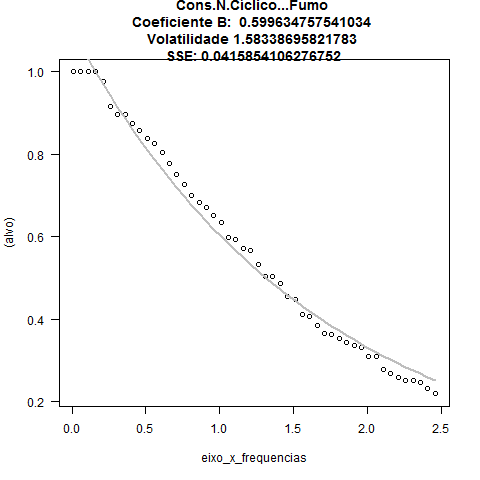 Cons.N.Ciclico...Fumo
Coeficiente B: 0.599634757541034
Volatilidade 1.58338695821783
SSE: 0.0415854106276752
1.0
0.8
0.6
0.4
0.2
(alvo)
0.0 0.5 1.0 1.5 2.0 2.5
eixo_x_frequencias